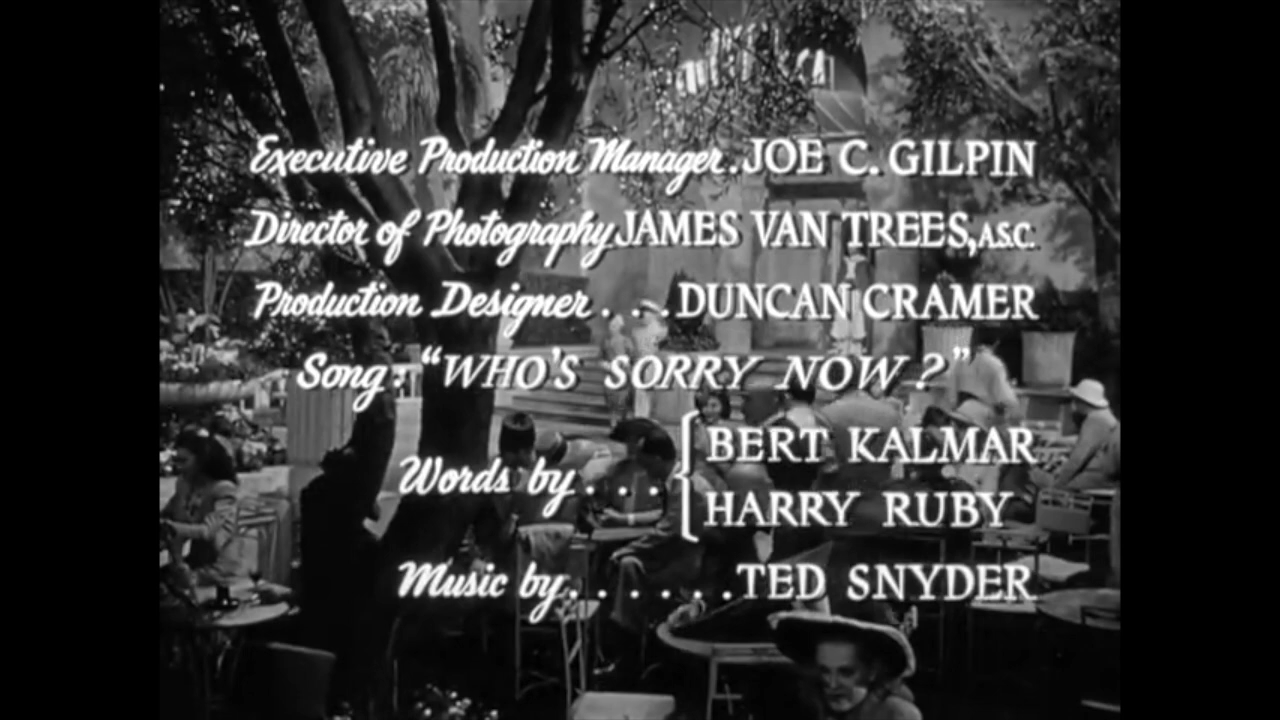 Executive Production Manager. JOE C. GILPIN
Director of Photography JAMES VAN TREES, A.S.C.
Production Designer . . . DUNCAN CRAMER
Song: "WHO'S SORRY NOW?"
Words by . . . { BERT KALMAR
HARRY RUBY
Music by . . . . . . TED SNYDER